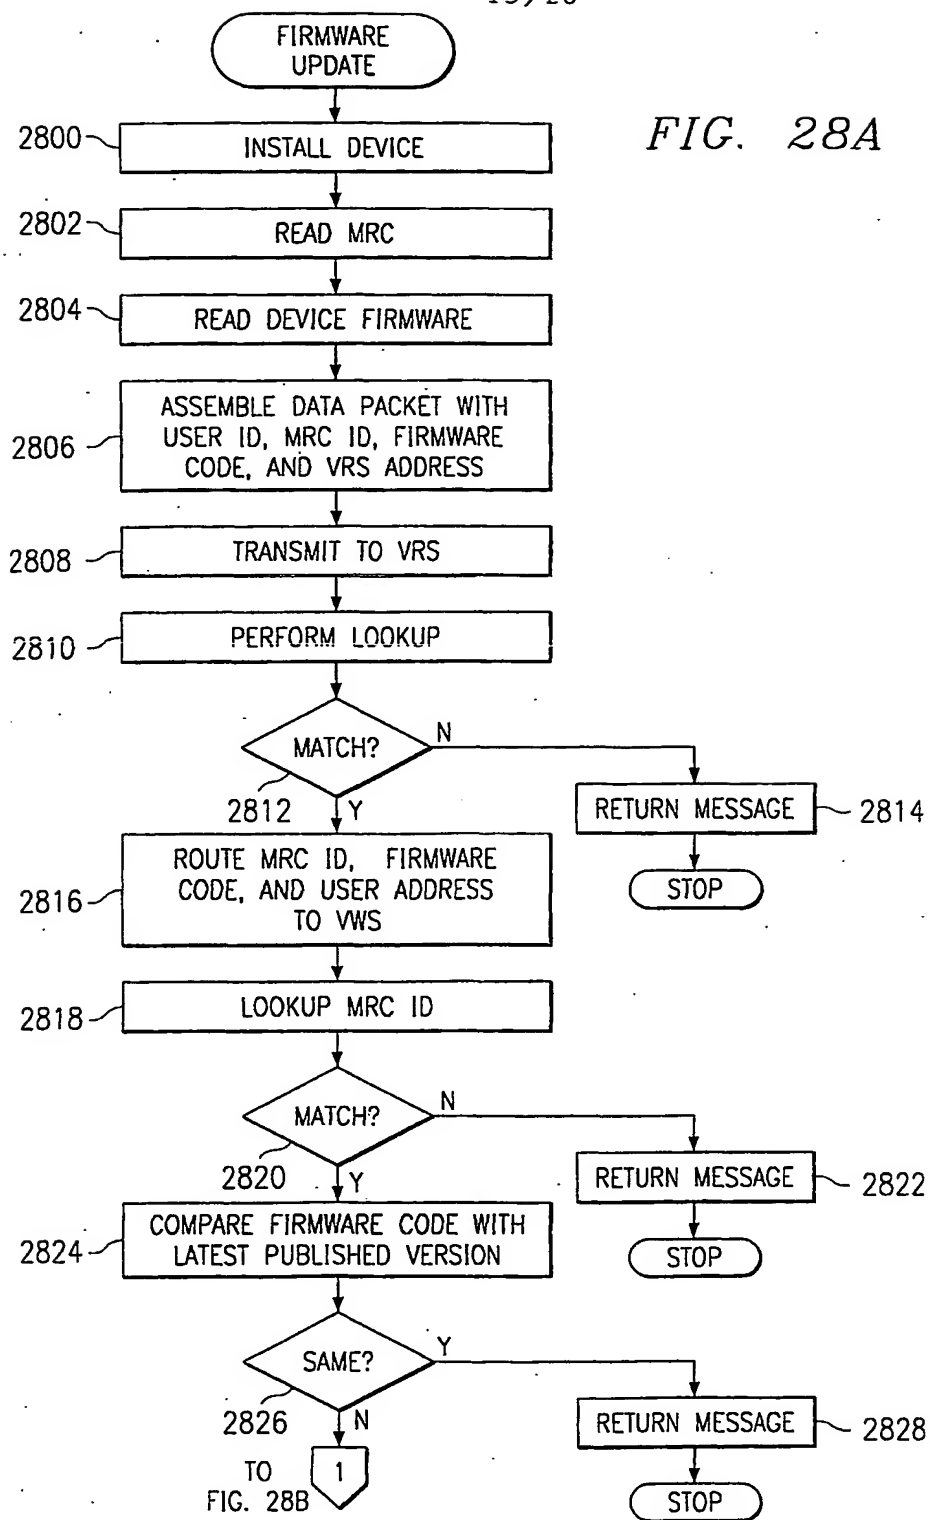 FIRMWARE
UPDATE
FIG. 28A
2800
INSTALL DEVICE
2802
READ MRC
2804
READ DEVICE FIRMWARE
2806
ASSEMBLE DATA PACKET WITH
USER ID, MRC ID, FIRMWARE
CODE, AND VRS ADDRESS
2808
TRANSMIT TO VRS
2810
PERFORM LOOKUP
MATCH?
N
2812
Y
RETURN MESSAGE
2814
STOP
2816
ROUTE MRC ID, FIRMWARE
CODE, AND USER ADDRESS
TO VWS
2818
LOOKUP MRC ID
MATCH?
N
2820
Y
RETURN MESSAGE
2822
STOP
2824
COMPARE FIRMWARE CODE WITH
LATEST PUBLISHED VERSION
SAME?
Y
2826
N
RETURN MESSAGE
2828
STOP
TO
FIG. 28B
1